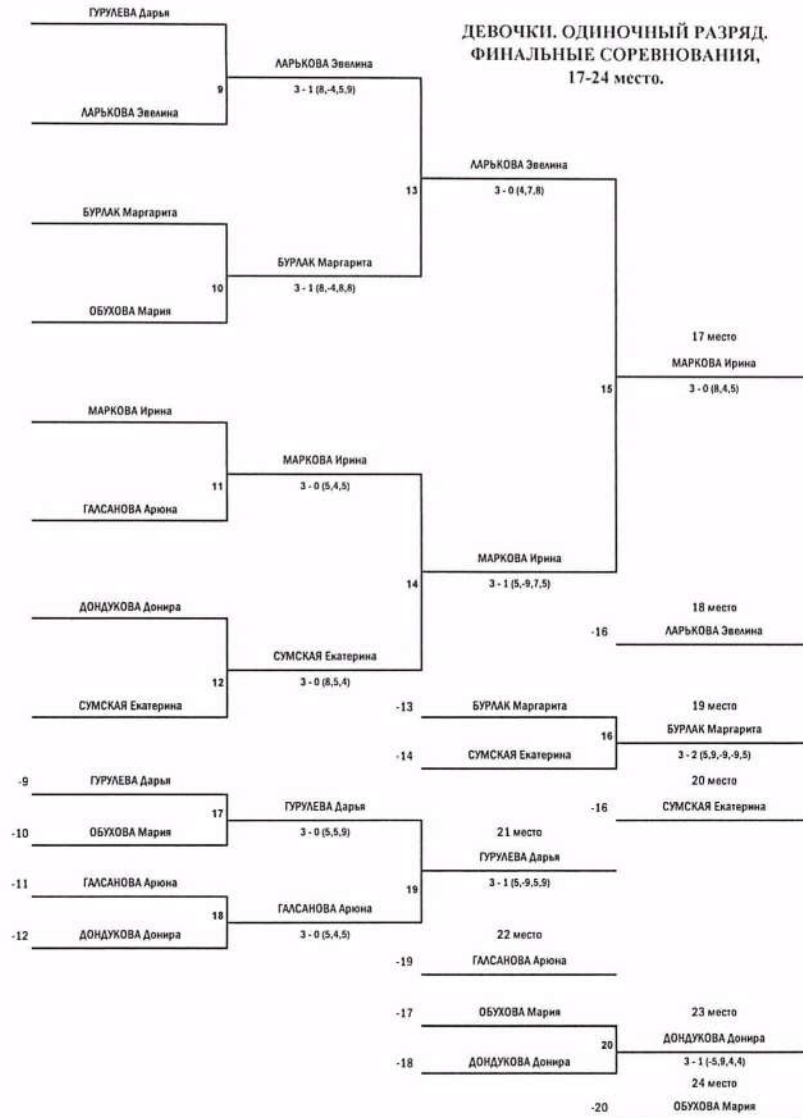 ДЕВОЧКИ. ОДИНОЧНЫЙ РАЗРЯД.
ФИНАЛЬНЫЕ СОРЕВНОВАНИЯ,
17-24 место.
ГУРУЛЕВА Дарья
9
ЛАРЬКОВА Эвелина
3 - 1 (8,-4,5,9)
ЛАРЬКОВА Эвелина
13
ЛАРЬКОВА Эвелина
3 - 0 (4,7,8)
БУРЛАК Маргарита
10
БУРЛАК Маргарита
3 - 1 (8,-4,8,8)
ОБУХОВА Мария
17 место
15
МАРКОВА Ирина
3 - 0 (8,4,5)
МАРКОВА Ирина
11
МАРКОВА Ирина
3 - 0 (5,4,5)
ГАЛСАНОВА Арюна
14
МАРКОВА Ирина
3 - 1 (5,-9,7,5)
ДОНДУКОВА Донира
18 место
-16
ЛАРЬКОВА Эвелина
12
СУМСКАЯ Екатерина
3 - 0 (8,5,4)
СУМСКАЯ Екатерина
-13
БУРЛАК Маргарита
19 место
16
БУРЛАК Маргарита
3 - 2 (5,9,-9,-9,5)
-14
СУМСКАЯ Екатерина
20 место
-16
СУМСКАЯ Екатерина
-9
ГУРУЛЕВА Дарья
17
ГУРУЛЕВА Дарья
3 - 0 (5,5,9)
-10
ОБУХОВА Мария
21 место
19
ГУРУЛЕВА Дарья
3 - 1 (5,-9,5,9)
-11
ГАЛСАНОВА Арюна
18
ГАЛСАНОВА Арюна
3 - 0 (5,4,5)
-12
ДОНДУКОВА Донира
22 место
-19
ГАЛСАНОВА Арюна
-17
ОБУХОВА Мария
23 место
20
ДОНДУКОВА Донира
3 - 1 (-5,9,4,4)
-18
ДОНДУКОВА Донира
24 место
-20
ОБУХОВА Мария